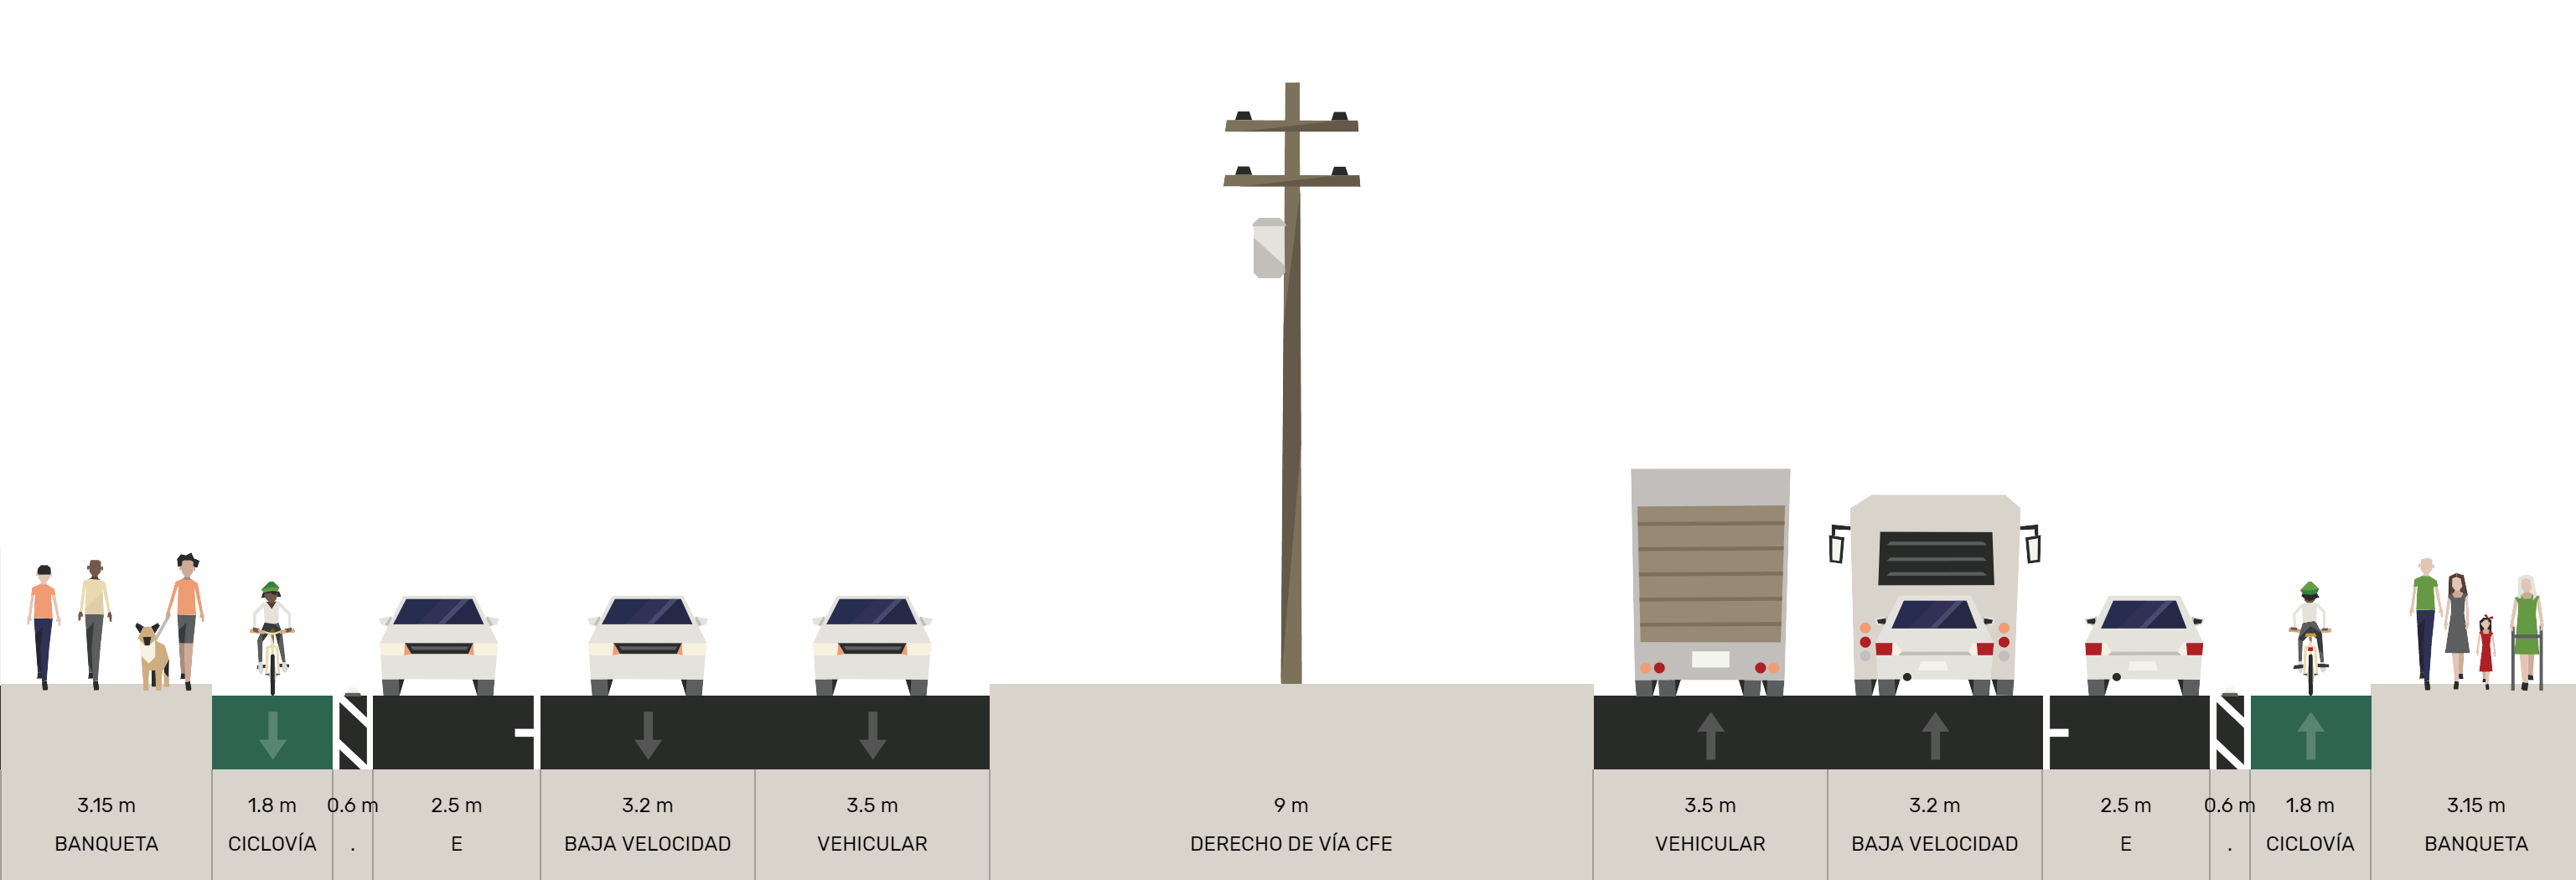 3.15 m 1.8 m 0.6 m 2.5 m 3.2 m 3.5 m 9 m 3.5 m 3.2 m 2.5 m 0.6 m 1.8 m 3.15 m
BANQUETA CICLOVÍA . E BAJA VELOCIDAD VEHICULAR DERECHO DE VÍA CFE VEHICULAR BAJA VELOCIDAD E . CICLOVÍA BANQUETA